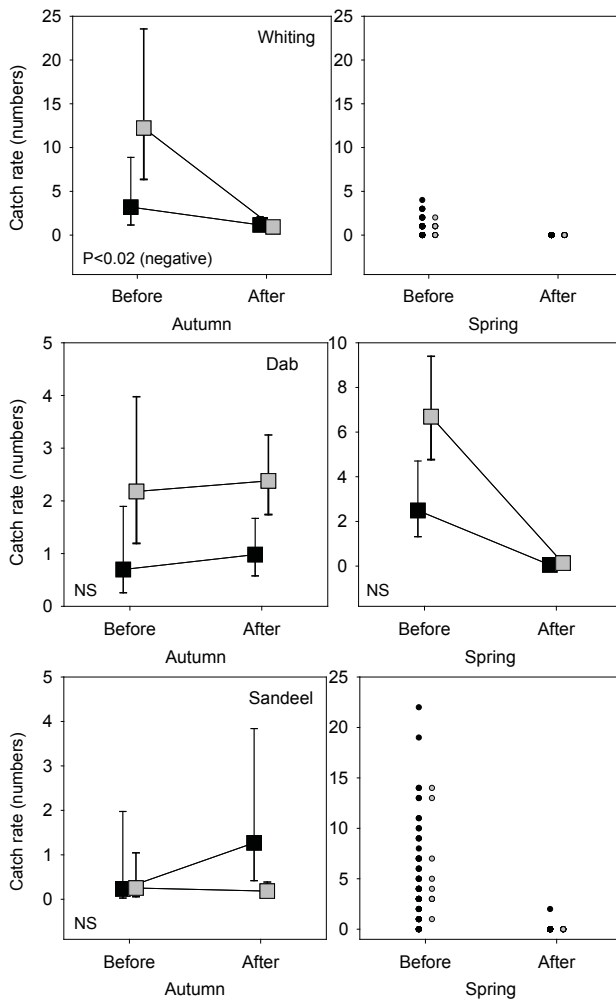 25
20
15
10
5
0
Catch rate (numbers)
Whiting
P<0.02 (negative)
Before After
Autumn
25
20
15
10
5
0
Before After
Spring
5
4
3
2
1
0
Catch rate (numbers)
Dab
NS
Before After
Autumn
10
8
6
4
2
0
NS
Before After
Spring
5
4
3
2
1
0
Catch rate (numbers)
Sandeel
NS
Before After
Autumn
25
20
15
10
5
0
Before After
Spring